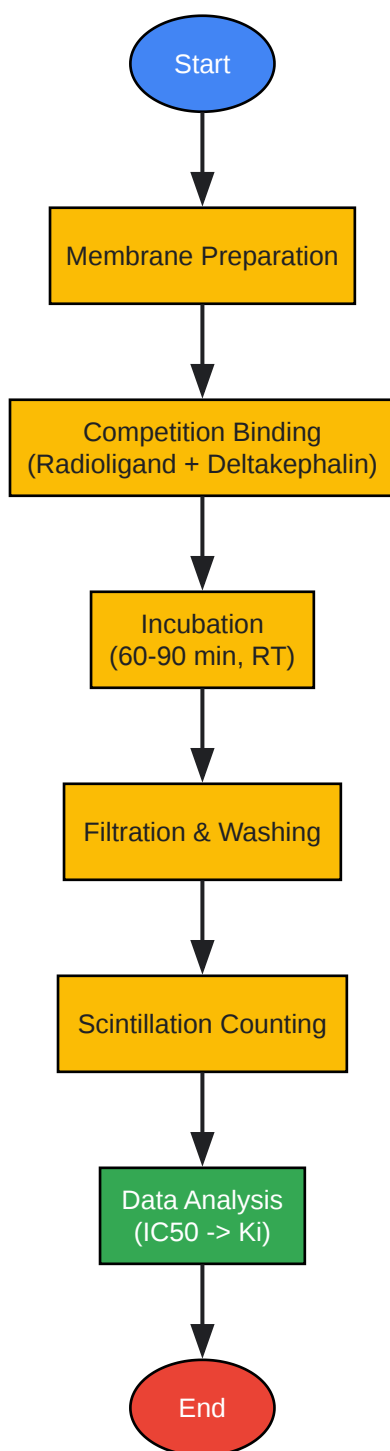 Start
Membrane Preparation
Competition Binding
(Radioligand + Deltakephalin)
Incubation
(60-90 min, RT)
Filtration & Washing
Scintillation Counting
Data Analysis
(IC50 -> Ki)
End